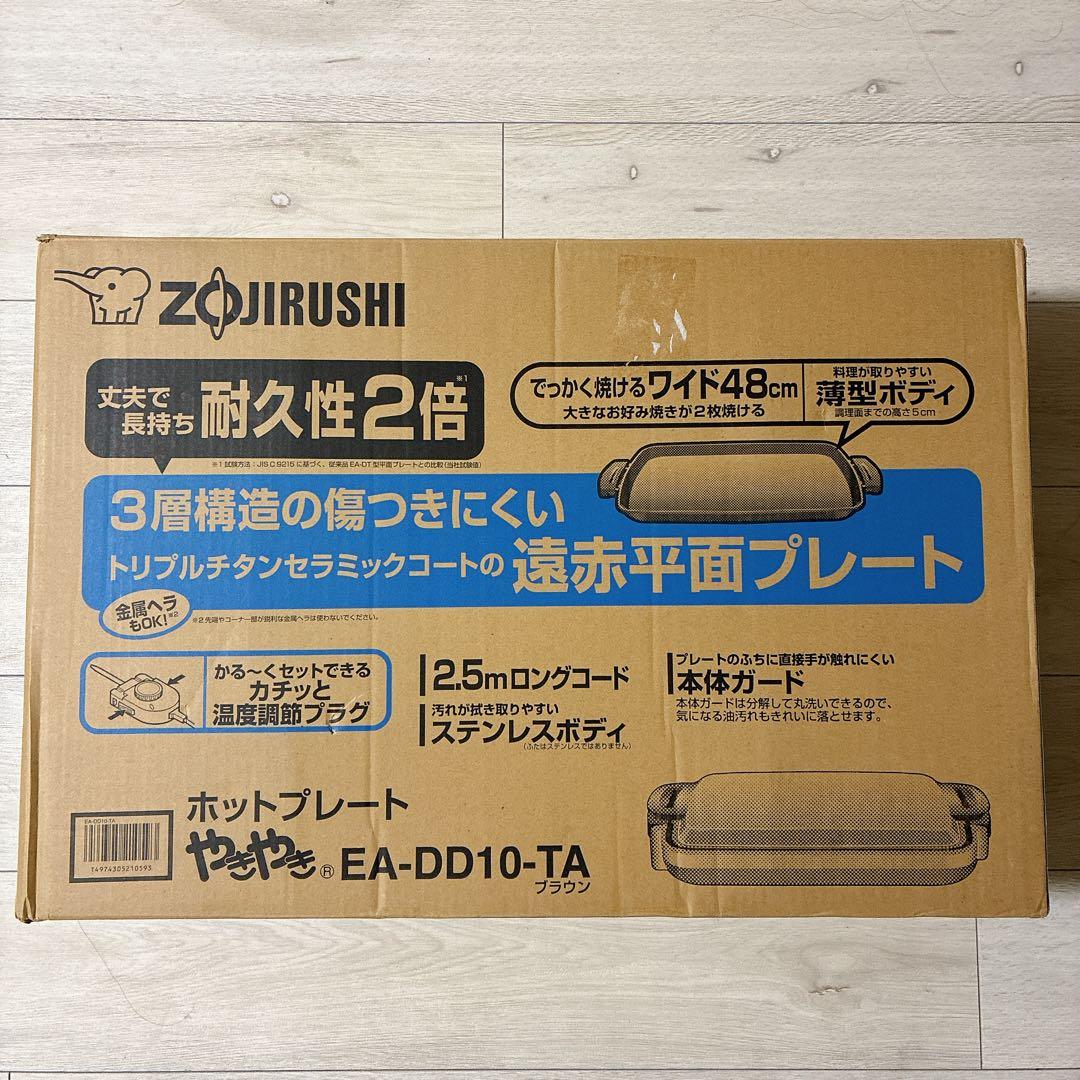 ZOJIRUSHI
丈夫で
長持ち 耐久性2倍※1
※1 試験方法：JIS C 9215 に基づく、従来品 EA-DT 型平面プレートとの比較(当社試験値)
でっかく焼けるワイド48cm
大きなお好み焼きが2枚焼ける
料理が取りやすい
薄型ボディ
調理面までの高さ5cm
3層構造の傷つきにくい
トリプルチタンセラミックコートの 遠赤平面プレート
金属ヘラ
もOK!※2
※2 先端やコーナー部が鋭利な金属ヘラは使わないでください。
かる〜くセットできる
カチッと
温度調節プラグ
2.5mロングコード
汚れが拭き取りやすい
ステンレスボディ
(ふたはステンレスではありません)
プレートのふちに直接手が触れにくい
本体ガード
本体ガードは分解して丸洗いできるので、
気になる油汚れもきれいに落とせます。
EA-DD10-TA
T4974305210593
ホットプレート
やきやき® EA-DD10-TA
ブラウン